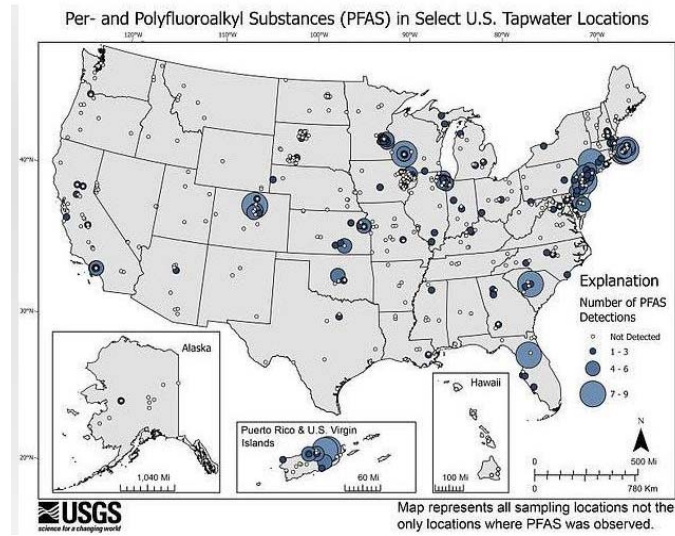 Per- and Polyfluoroalkyl Substances (PFAS) in Select U.S. Tapwater Locations
120°W 110°W 100°W 90°W 80°W 70°W
40°N
30°N
20°N
Explanation
Number of PFAS
Detections
Not Detected
1 - 3
4 - 6
7 - 9
Alaska
1,040 Mi
Puerto Rico & U.S. Virgin
Islands
60 Mi
Hawaii
100 Mi
N
0 500 Mi
0 780 Km
USGS
science for a changing world
Map represents all sampling locations not the
only locations where PFAS was observed.